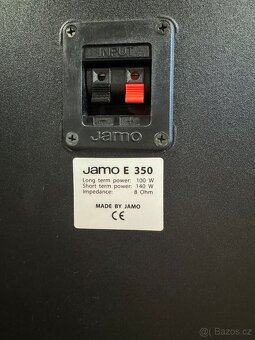 INPUT
Jamo
Jamo E 350
Long term power: 100 W
Short term power: 140 W
Impedance: 8 Ohm
MADE BY JAMO
CE
Bazos.cz